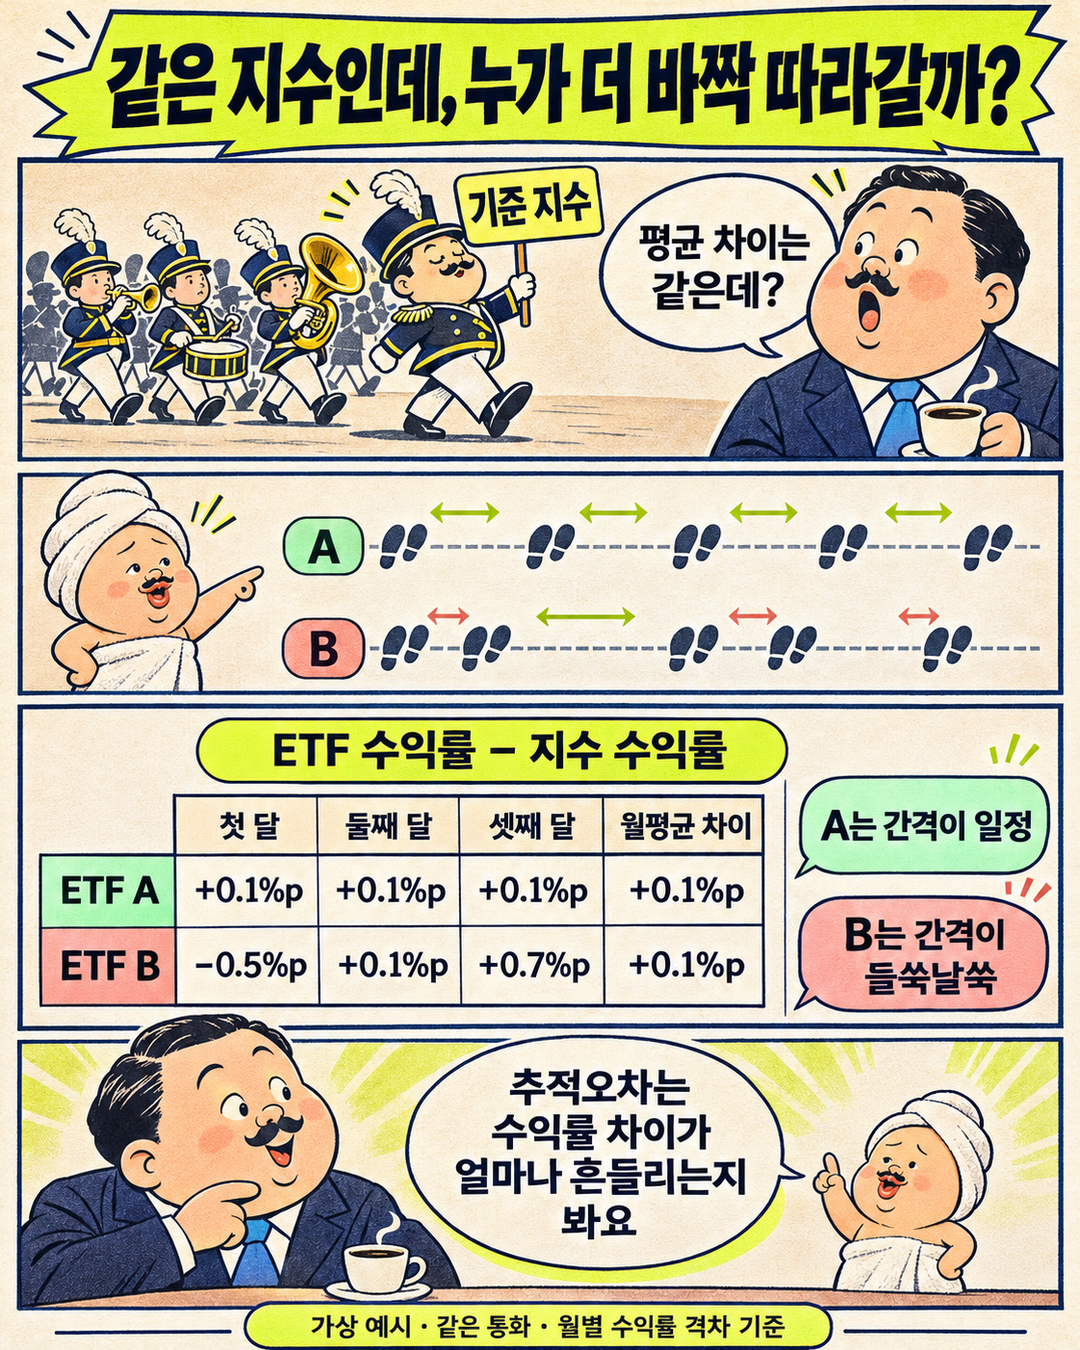 같은 지수인데, 누가 더 바짝 따라갈까?
기준 지수
평균 차이는
같은데?
A
B
ETF 수익률 – 지수 수익률
첫 달 둘째 달 셋째 달 월평균 차이
ETF A +0.1%p +0.1%p +0.1%p +0.1%p
ETF B −0.5%p +0.1%p +0.7%p +0.1%p
A는 간격이 일정
B는 간격이
들쑥날쑥
추적오차는
수익률 차이가
얼마나 흔들리는지
봐요
가상 예시 · 같은 통화 · 월별 수익률 격차 기준